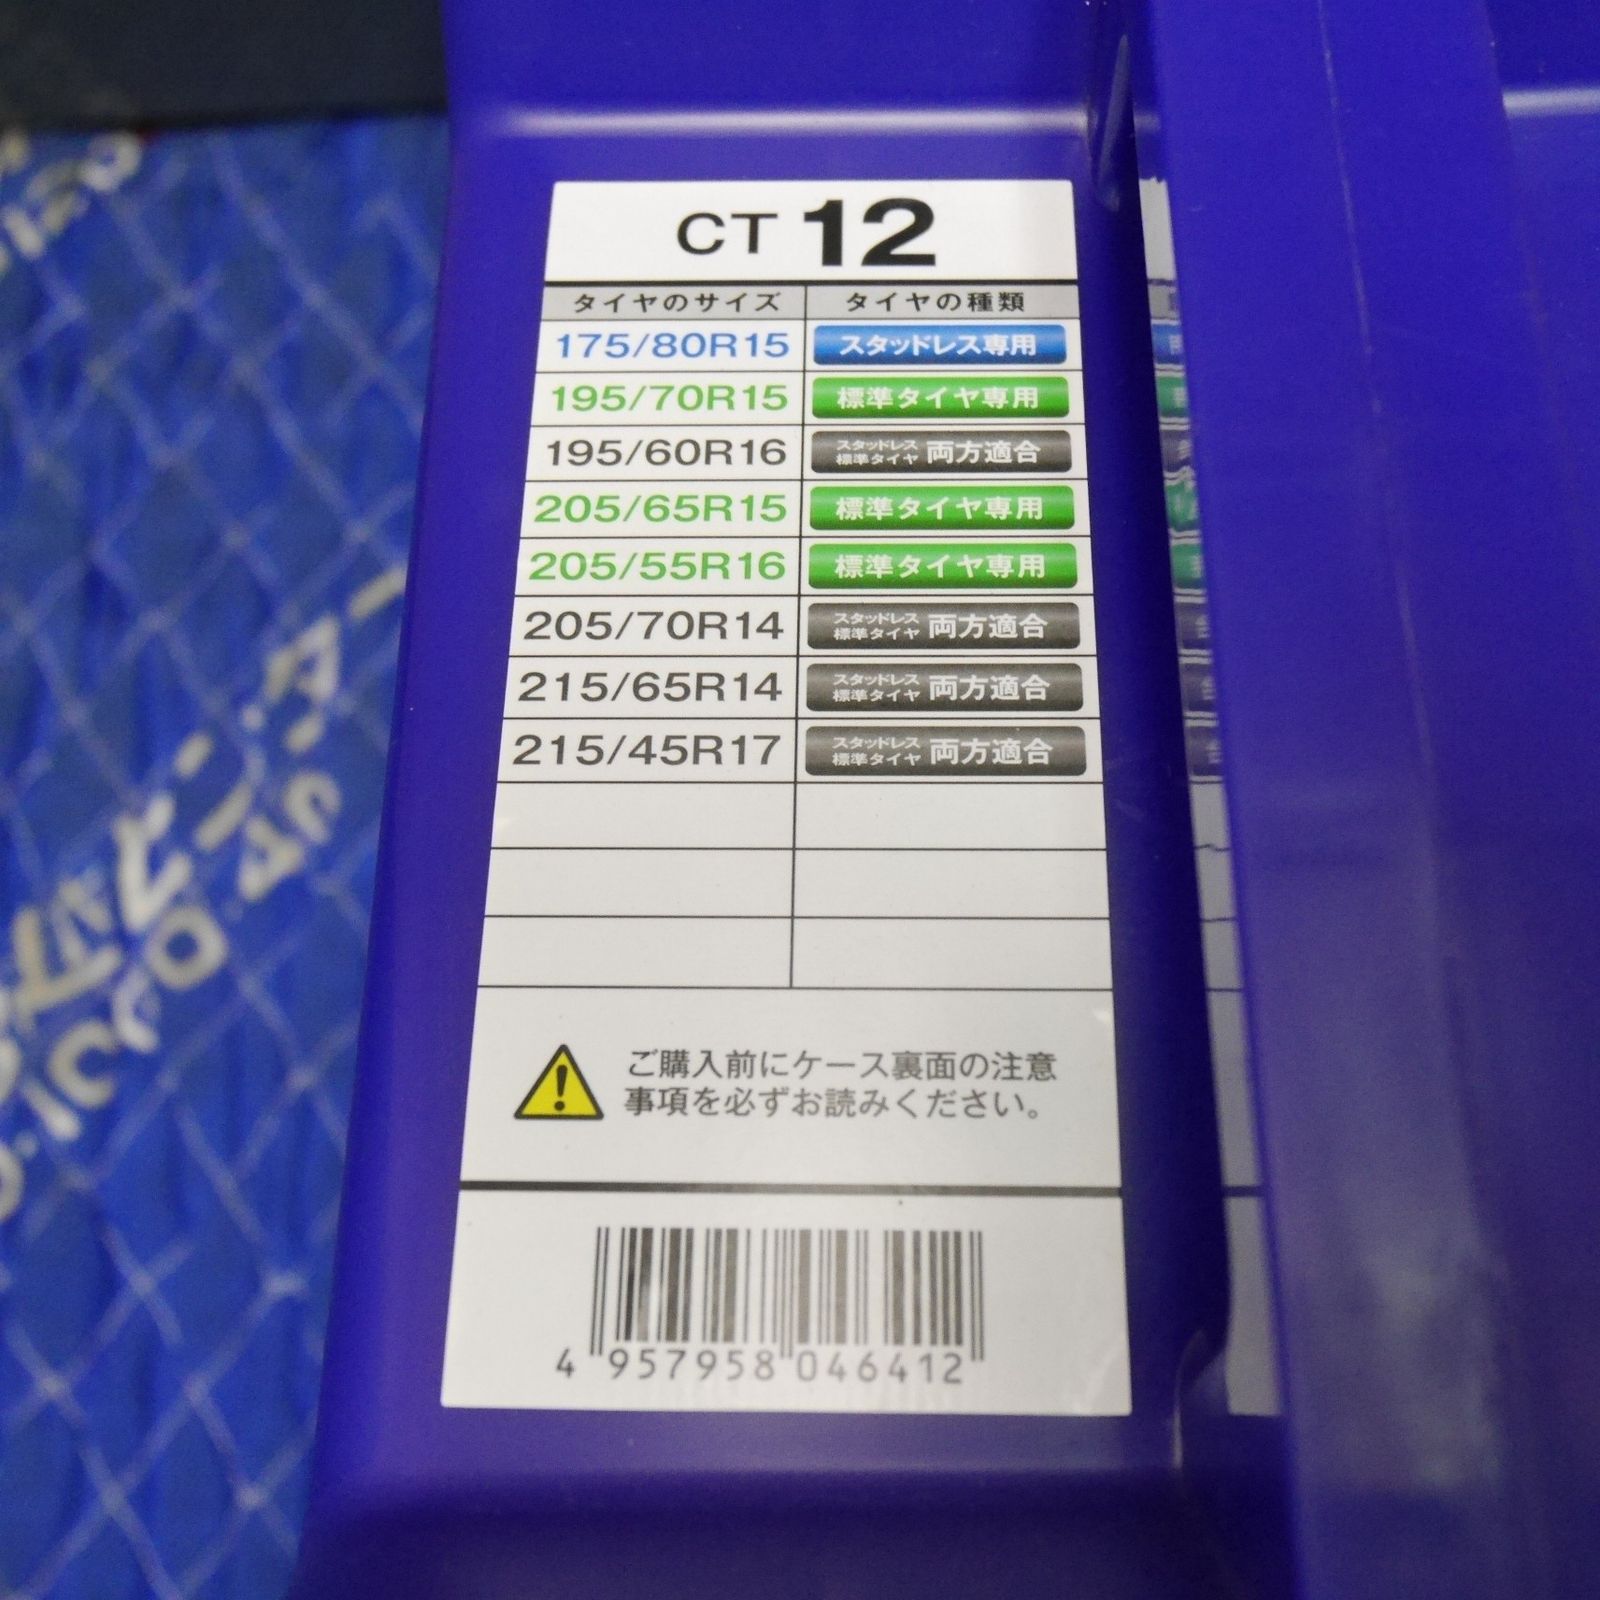 CT 12
タイヤのサイズ タイヤの種類
175/80R15 スタッドレス専用
195/70R15 標準タイヤ専用
195/60R16 スタッドレス 標準タイヤ 両方適合
205/65R15 標準タイヤ専用
205/55R16 標準タイヤ専用
205/70R14 スタッドレス 標準タイヤ 両方適合
215/65R14 スタッドレス 標準タイヤ 両方適合
215/45R17 スタッドレス 標準タイヤ 両方適合
ご購入前にケース裏面の注意
事項を必ずお読みください。
4 957958 046412